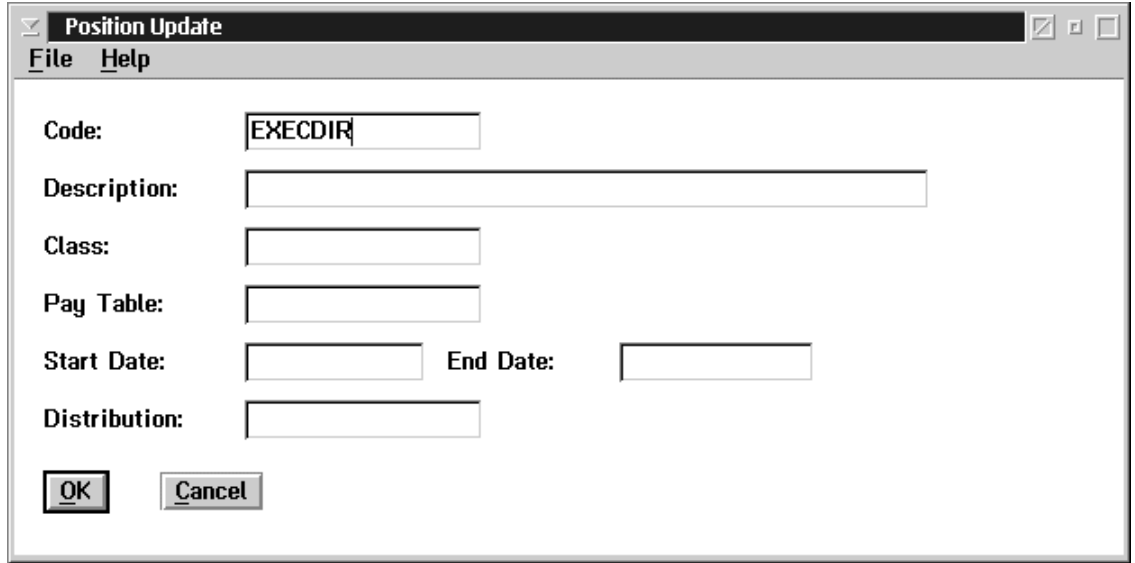 Position Update
File Help
Code: EXECDIR
Description:
Class:
Pay Table:
Start Date: End Date:
Distribution:
OK Cancel